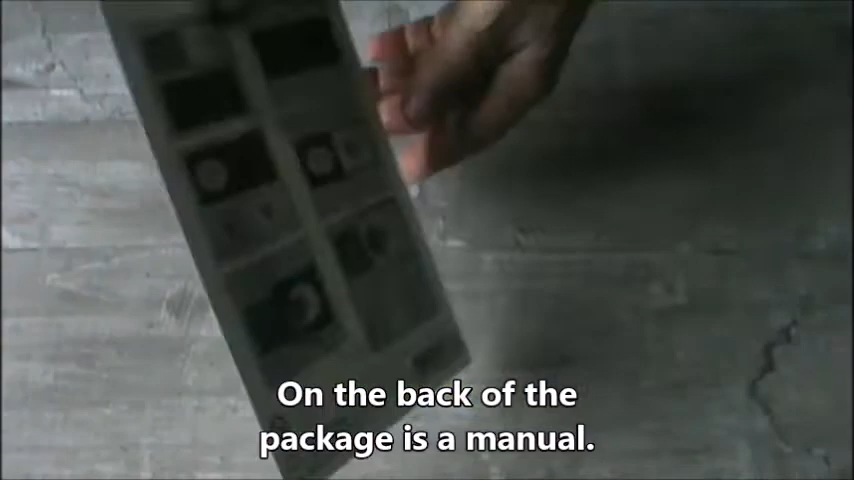 On the back of the
package is a manual.